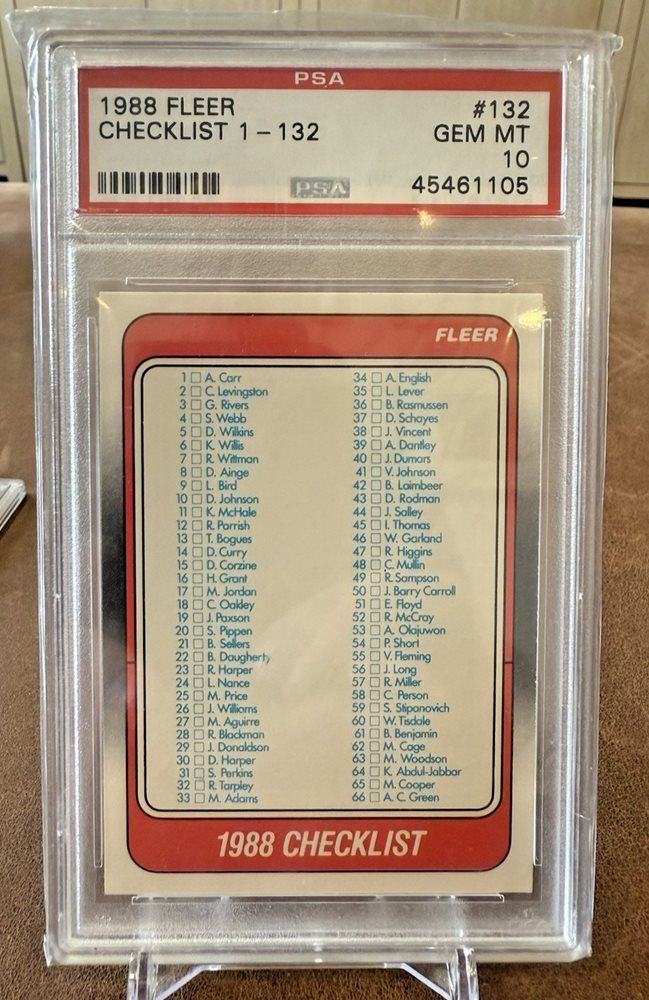 PSA
1988 FLEER #132
CHECKLIST 1-132 GEM MT
10
PSA 45461105
FLEER
1 A. Carr
2 C. Levingston
3 G. Rivers
4 S. Webb
5 D. Wilkins
6 K. Willis
7 R. Wittman
8 D. Ainge
9 L. Bird
10 D. Johnson
11 K. McHale
12 R. Parrish
13 T. Bogues
14 D. Curry
15 D. Corzine
16 H. Grant
17 M. Jordan
18 C. Oakley
19 J. Paxson
20 S. Pippen
21 B. Sellers
22 B. Daugherty
23 R. Harper
24 L. Nance
25 M. Price
26 J. Williams
27 M. Aguirre
28 R. Blackman
29 J. Donaldson
30 D. Harper
31 S. Perkins
32 R. Tarpley
33 M. Adams
34 A. English
35 L. Lever
36 B. Rasmussen
37 D. Schayes
38 J. Vincent
39 A. Dantley
40 J. Dumars
41 V. Johnson
42 B. Laimbeer
43 D. Rodman
44 J. Salley
45 I. Thomas
46 W. Garland
47 R. Higgins
48 C. Mullin
49 R. Sampson
50 J. Barry Carroll
51 E. Floyd
52 R. McCray
53 A. Olajuwon
54 P. Short
55 V. Fleming
56 J. Long
57 R. Miller
58 C. Person
59 S. Stipanovich
60 W. Tisdale
61 B. Benjamin
62 M. Cage
63 M. Woodson
64 K. Abdul-Jabbar
65 M. Cooper
66 A. C. Green
1988 CHECKLIST